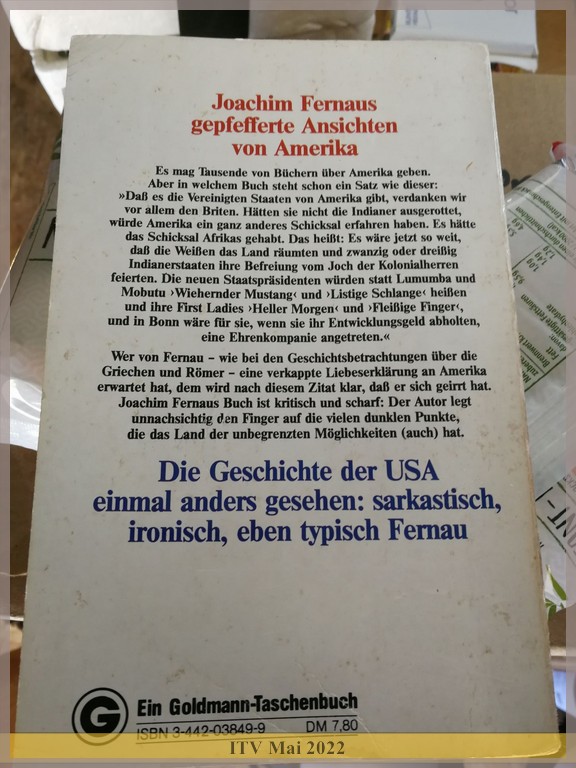 Joachim Fernaus
gepfefferte Ansichten
von Amerika
Es mag Tausende von Büchern über Amerika geben.
Aber in welchem Buch steht schon ein Satz wie dieser:
»Daß es die Vereinigten Staaten von Amerika gibt, verdanken wir
vor allem den Briten. Hätten sie nicht die Indianer ausgerottet,
würde Amerika ein ganz anderes Schicksal erfahren haben. Es hätte
das Schicksal Afrikas gehabt. Das heißt: Es wäre jetzt so weit,
daß die Weißen das Land räumten und zwanzig oder dreißig
Indianerstaaten ihre Befreiung vom Joch der Kolonialherren
feierten. Die neuen Staatspräsidenten würden statt Lumumba und
Mobutu ›Wiehernder Mustang‹ und ›Listige Schlange‹ heißen
und ihre First Ladies ›Heller Morgen‹ und ›Fleißige Finger‹,
und in Bonn wäre für sie, wenn sie ihr Entwicklungsgeld abholten,
eine Ehrenkompanie angetreten.«
Wer von Fernau – wie bei den Geschichtsbetrachtungen über die
Griechen und Römer – eine verkappte Liebeserklärung an Amerika
erwartet hat, dem wird nach diesem Zitat klar, daß er sich geirrt hat.
Joachim Fernaus Buch ist kritisch und scharf: Der Autor legt
unnachsichtig den Finger auf die vielen dunklen Punkte,
die das Land der unbegrenzten Möglichkeiten (auch) hat.
Die Geschichte der USA
einmal anders gesehen: sarkastisch,
ironisch, eben typisch Fernau
G
Ein Goldmann-Taschenbuch
ISBN 3-442-03849-9 DM 7,80
ITV Mai 2022